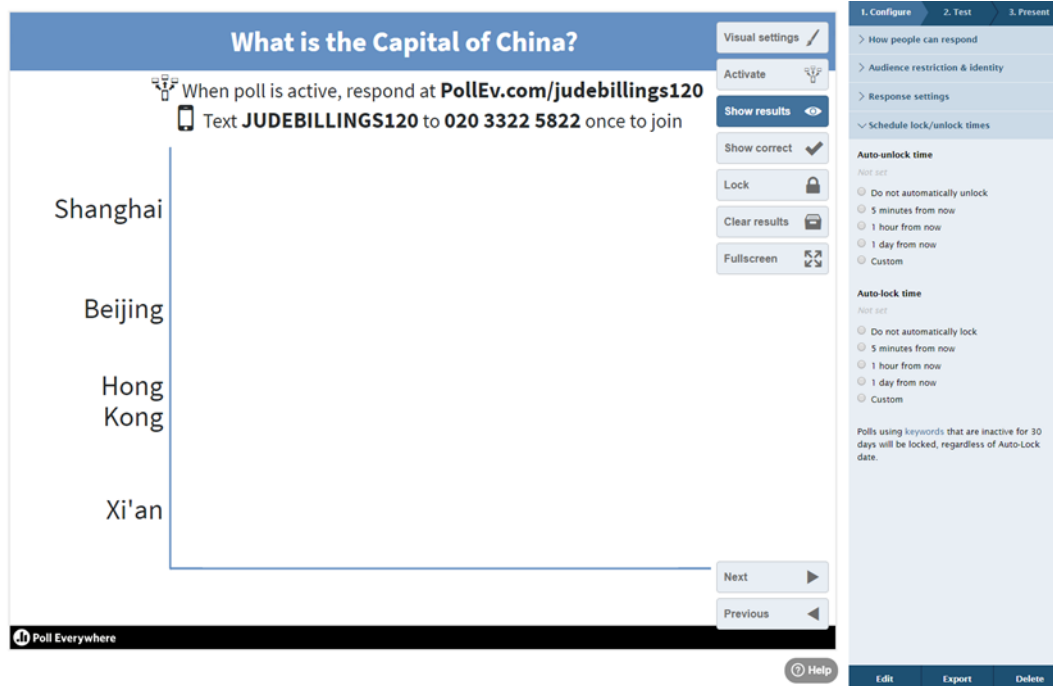 What is the Capital of China?
When poll is active, respond at PollEv.com/judebillings120
Text JUDEBILLINGS120 to 020 3322 5822 once to join
Shanghai
Beijing
Hong
Kong
Xi'an
Poll Everywhere
Visual settings
Activate
Show results
Show correct
Lock
Clear results
Fullscreen
Next
Previous
Help
1. Configure 2. Test 3. Present
How people can respond
Audience restriction & identity
Response settings
Schedule lock/unlock times
Auto-unlock time
Not set
Do not automatically unlock
5 minutes from now
1 hour from now
1 day from now
Custom
Auto-lock time
Not set
Do not automatically lock
5 minutes from now
1 hour from now
1 day from now
Custom
Polls using keywords that are inactive for 30
days will be locked, regardless of Auto-Lock
date.
Edit Export Delete